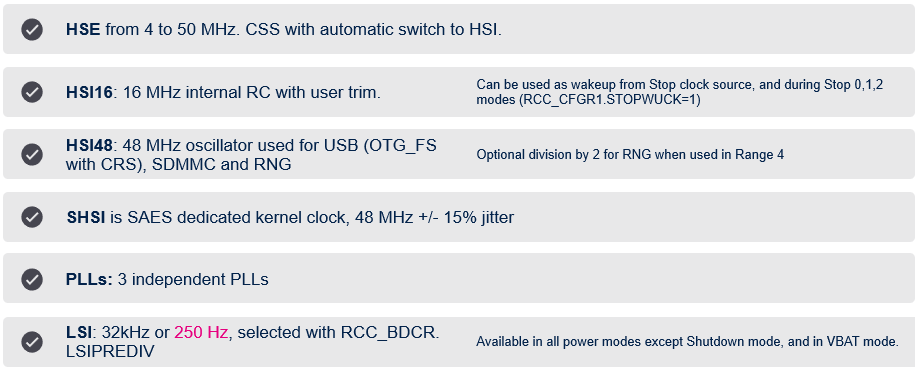 HSE from 4 to 50 MHz. CSS with automatic switch to HSI.
HSI16: 16 MHz internal RC with user trim.
Can be used as wakeup from Stop clock source, and during Stop 0,1,2
modes (RCC_CFGR1.STOPWUCK=1)
HSI48: 48 MHz oscillator used for USB (OTG_FS
with CRS), SDMMC and RNG
Optional division by 2 for RNG when used in Range 4
SHSI is SAES dedicated kernel clock, 48 MHz +/- 15% jitter
PLLs: 3 independent PLLs
LSI: 32kHz or 250 Hz, selected with RCC_BDCR.
LSIPREDIV
Available in all power modes except Shutdown mode, and in VBAT mode.